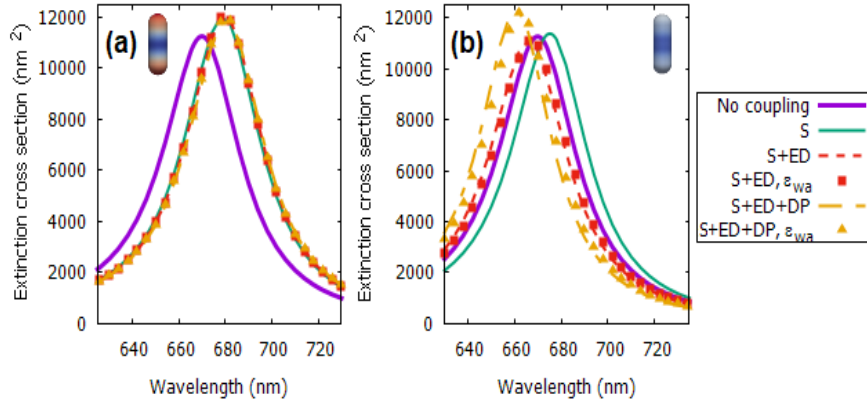 12000
10000
8000
6000
4000
2000
0
Extinction cross section (nm 2)
(a)
640 660 680 700 720
Wavelength (nm)
12000
10000
8000
6000
4000
2000
0
Extinction cross section (nm 2)
(b)
640 660 680 700 720
Wavelength (nm)
No coupling
S
S+ED
S+ED, εwa
S+ED+DP
S+ED+DP, εwa